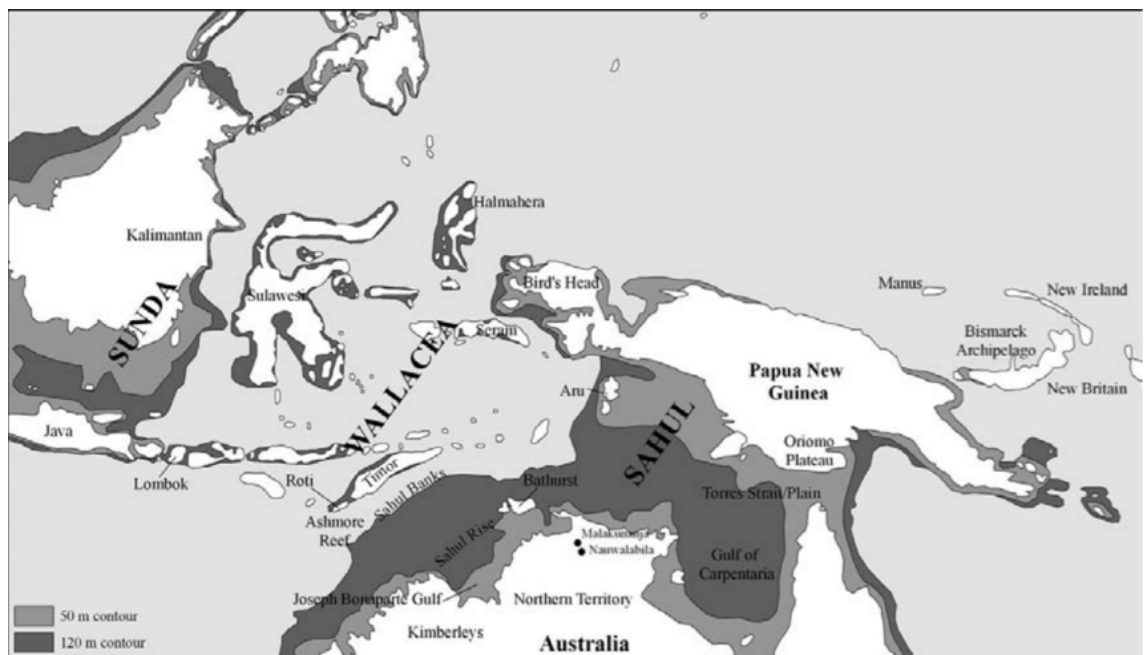 Halmahera
Kalimantan
Bird's Head
Manus
New Ireland
SUNDA
Sulawesi
WALLACEA
Seram
Bismarck
Archipelago
Papua New
Guinea
Aru
New Britain
Java
SAHUL
Oriomo
Plateau
Lombok
Roti
Timor
Sahul Banks
Bathurst
Torres Strait/Plain
Ashmore
Reef
Sahul Rise
Malakunanja
Nauwalabila
Gulf of
Carpentaria
Joseph Bonaparte Gulf
Northern Territory
50 m contour
Kimberleys
120 m contour
Australia